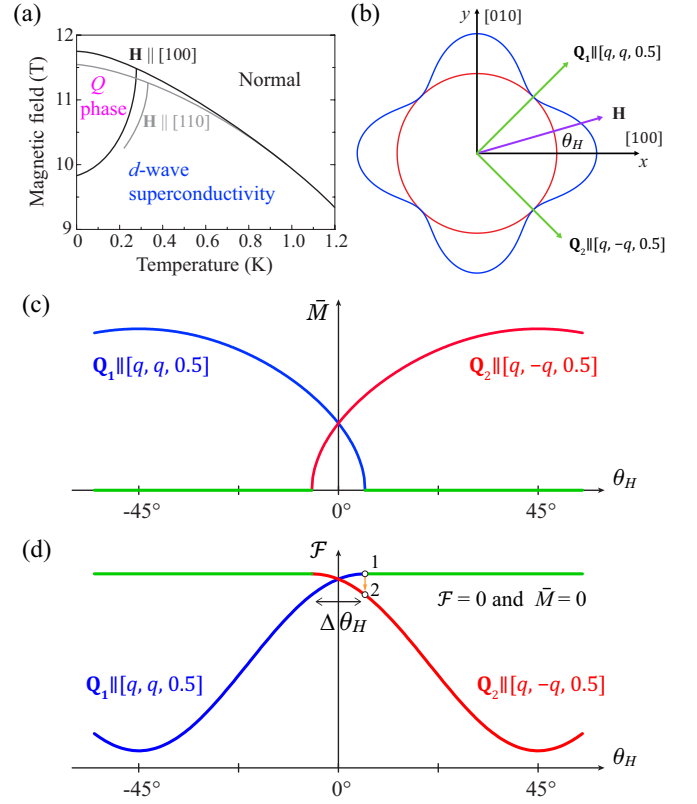 (a)
Magnetic field (T)
12
11
10
9
H || [100]
Normal
Q
phase
H || [110]
d-wave
superconductivity
0 0.2 0.4 0.6 0.8 1.0 1.2
Temperature (K)
(b)
y [010]
Q₁∥[q, q, 0.5]
H
[100]
θH
x
Q₂∥[q, -q, 0.5]
(c)
M̄
Q₁∥[q, q, 0.5]
Q₂∥[q, −q, 0.5]
θH
-45° 0° 45°
(d)
ℱ
1
2
ℱ = 0 and M̄ = 0
Δ θH
Q₁∥[q, q, 0.5]
Q₂∥[q, −q, 0.5]
θH
-45° 0° 45°